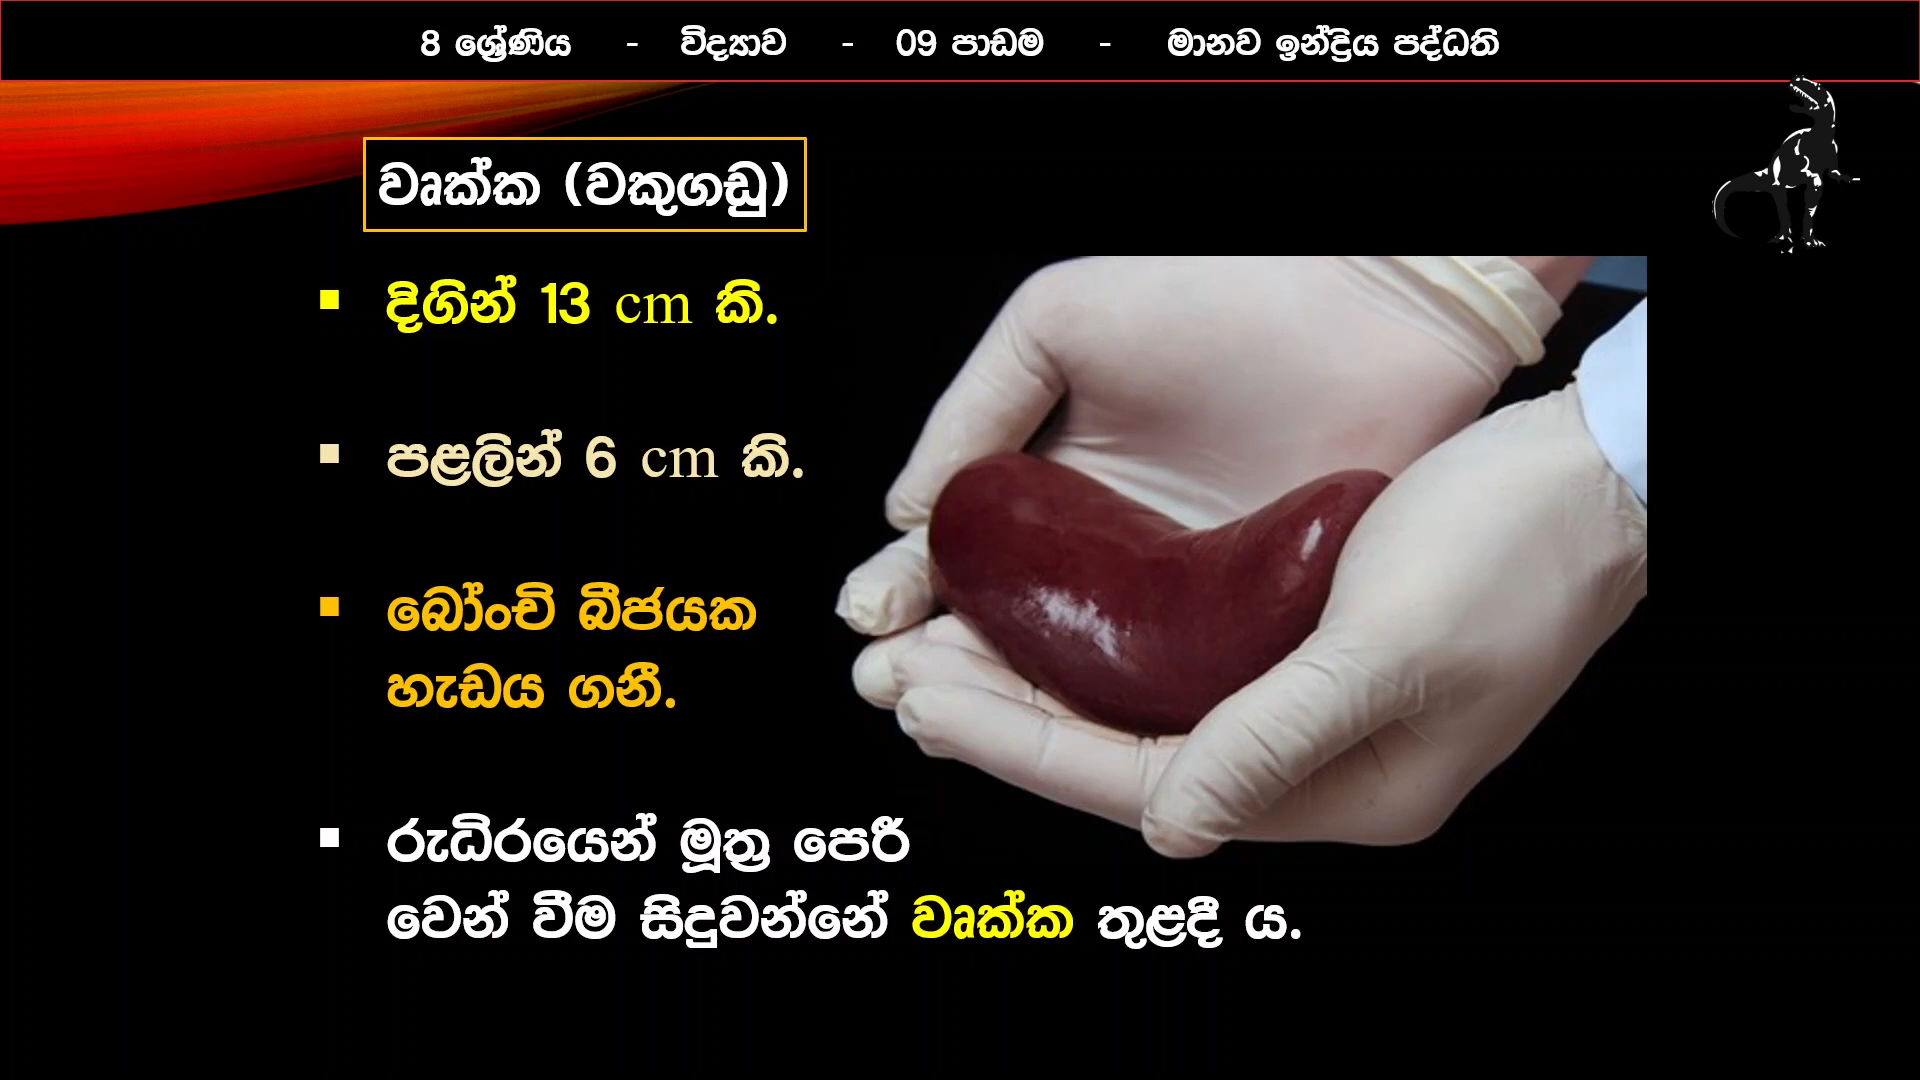 8 ශ්‍රේණිය - විද්‍යාව - 09 පාඩම - මානව ඉන්ද්‍රිය පද්ධති
වෘක්ක (වකුගඩු)
▪ දිගින් 13 cm කි.
▪ පළලින් 6 cm කි.
▪ බෝංචි බීජයක
හැඩය ගනී.
▪ රුධිරයෙන් මූත්‍ර පෙරී
වෙන් වීම සිදුවන්නේ වෘක්ක තුළදී ය.